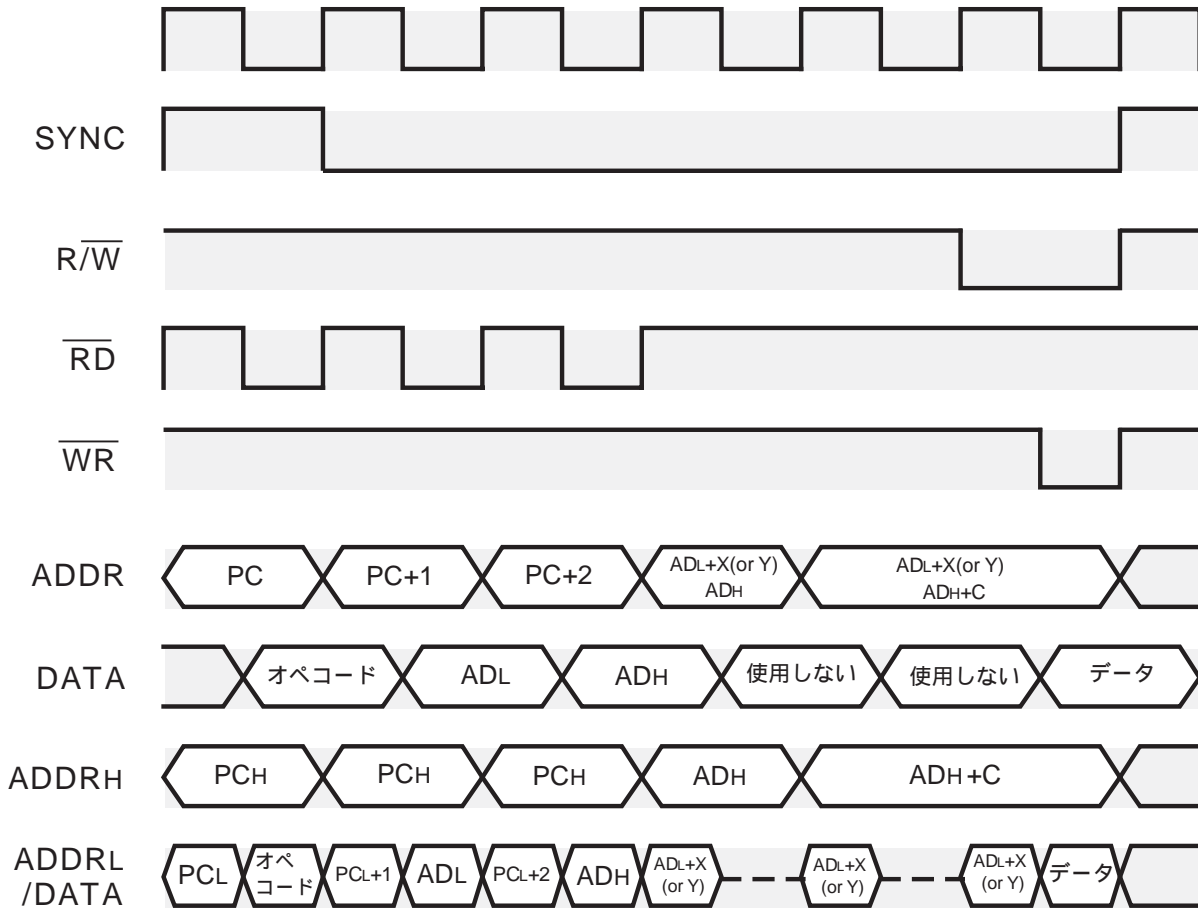 SYNC
R/W
RD
WR
ADDR
PC
PC+1
PC+2
ADL+X(or Y)
ADH
ADL+X(or Y)
ADH+C
DATA
オペコード
ADL
ADH
使用しない
使用しない
データ
ADDRH
PCH
PCH
PCH
ADH
ADH+C
ADDRL
/DATA
PCL
オペ
コード
PCL+1
ADL
PCL+2
ADH
ADL+X
(or Y)
ADL+X
(or Y)
ADL+X
(or Y)
データ